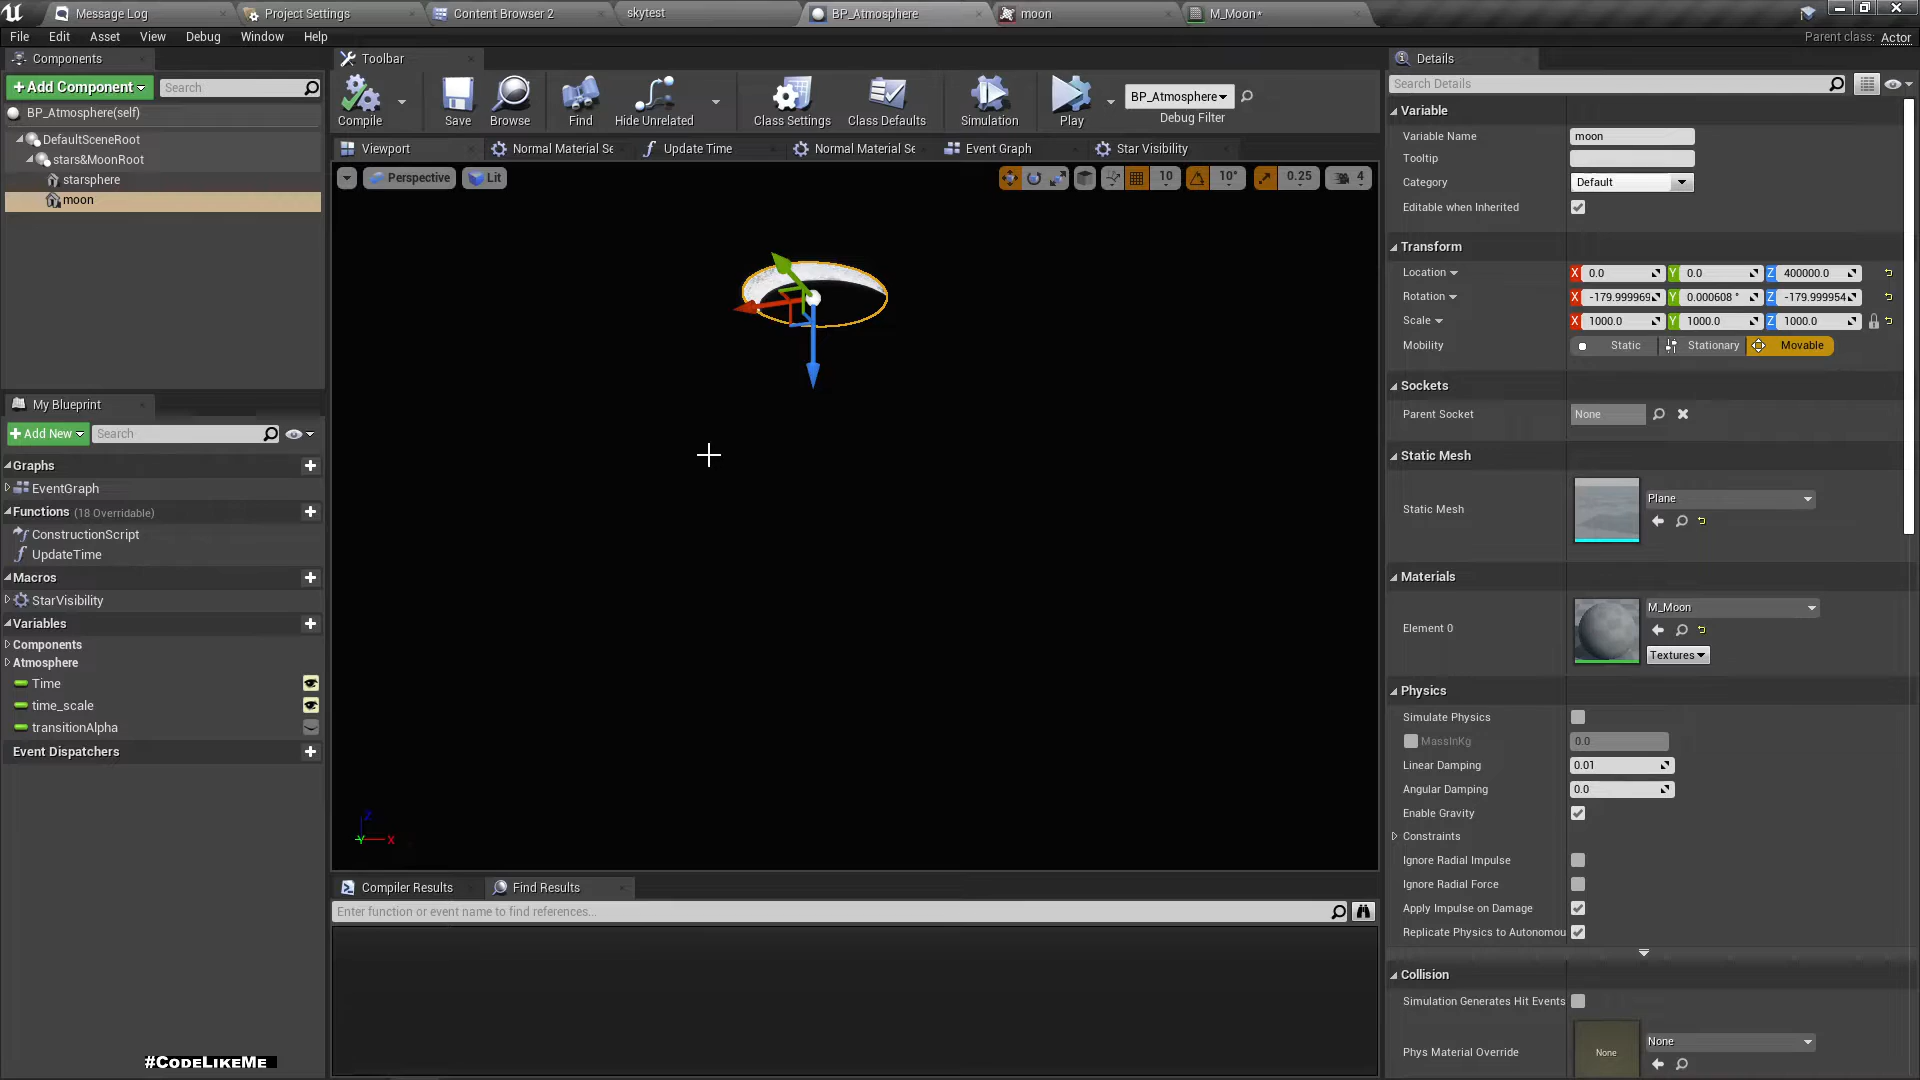 Message Log
Project Settings
Content Browser 2
skytest
BP_Atmosphere
moon
M_Moon*
File Edit Asset View Debug Window Help
Parent class: Actor
Components
Toolbar
Details
+Add Component
Search
BP_Atmosphere(self)
DefaultSceneRoot
stars&MoonRoot
starsphere
moon
Compile
Save
Browse
Find
Hide Unrelated
Class Settings
Class Defaults
Simulation
Play
BP_Atmosphere
Debug Filter
Viewport
Normal Material Se
Update Time
Normal Material Se
Event Graph
Star Visibility
Perspective
Lit
10
10°
0.25
4
My Blueprint
+Add New
Search
Graphs
EventGraph
Functions (18 Overridable)
ConstructionScript
UpdateTime
Macros
StarVisibility
Variables
Components
Atmosphere
Time
time_scale
transitionAlpha
Event Dispatchers
#CodeLikeMe
Z
Y
X
Compiler Results
Find Results
Enter function or event name to find references...
Search Details
Variable
Variable Name moon
Tooltip
Category Default
Editable when Inherited
Transform
Location X 0.0 Y 0.0 Z 400000.0
Rotation X -179.999969 Y 0.000608 ° Z -179.999954
Scale X 1000.0 Y 1000.0 Z 1000.0
Mobility Static Stationary Movable
Sockets
Parent Socket None
Static Mesh
Static Mesh Plane
Materials
Element 0 M_Moon
Textures
Physics
Simulate Physics
MassInKg 0.0
Linear Damping 0.01
Angular Damping 0.0
Enable Gravity
Constraints
Ignore Radial Impulse
Ignore Radial Force
Apply Impulse on Damage
Replicate Physics to Autonomou
Collision
Simulation Generates Hit Events
Phys Material Override None None